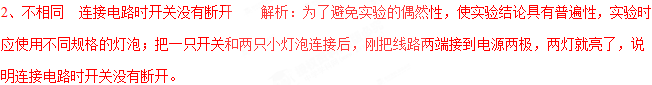 2、不相同　连接电路时开关没有断开　　解析：为了避免实验的偶然性，使实验结论具有普遍性，实验时
应使用不同规格的灯泡；把一只开关和两只小灯泡连接后，刚把线路两端接到电源两极，两灯就亮了，说
明连接电路时开关没有断开。